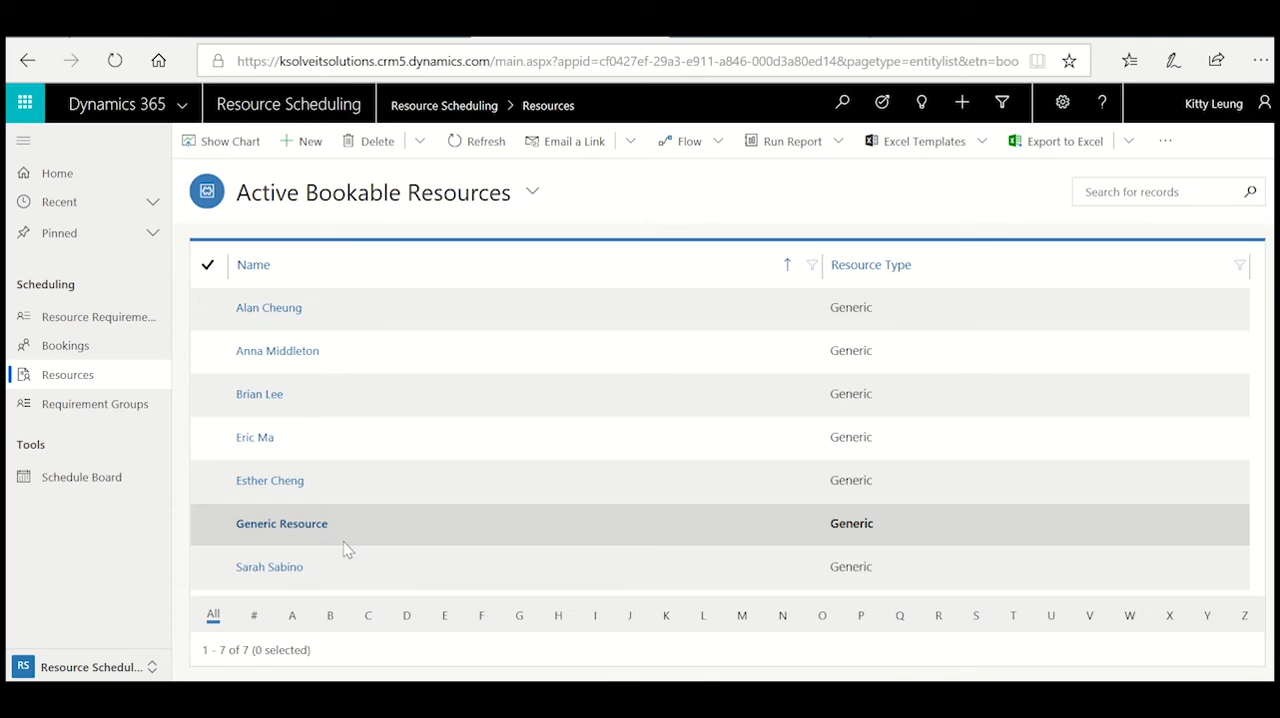 https://ksolveitsolutions.crm5.dynamics.com/main.aspx?appid=cf0427ef-29a3-e911-a846-000d3a80ed14&pagetype=entitylist&etn=boo
Dynamics 365 Resource Scheduling Resource Scheduling > Resources Kitty Leung
Show Chart New Delete Refresh Email a Link Flow Run Report Excel Templates Export to Excel
Home
Recent
Pinned
Scheduling
Resource Requireme...
Bookings
Resources
Requirement Groups
Tools
Schedule Board
RS Resource Schedul...
Active Bookable Resources
Search for records
Name Resource Type
Alan Cheung Generic
Anna Middleton Generic
Brian Lee Generic
Eric Ma Generic
Esther Cheng Generic
Generic Resource Generic
Sarah Sabino Generic
All # A B C D E F G H I J K L M N O P Q R S T U V W X Y Z
1 - 7 of 7 (0 selected)